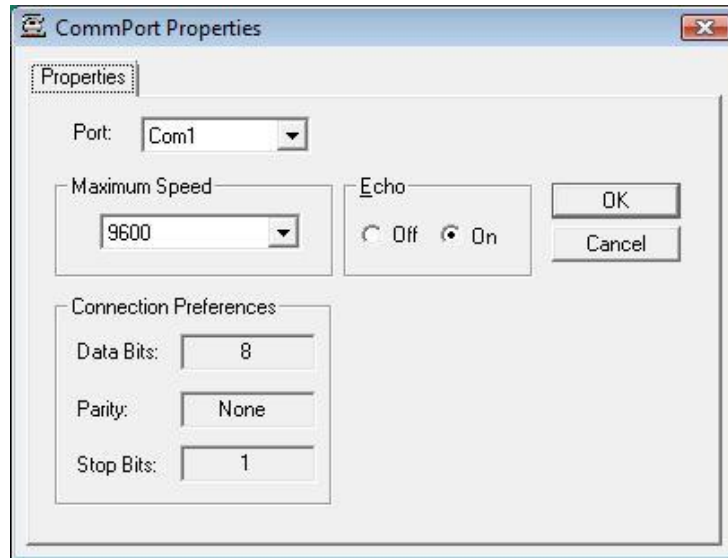 CommPort Properties
Properties
Port: Com1
Maximum Speed
9600
Echo
Off On
OK
Cancel
Connection Preferences
Data Bits: 8
Parity: None
Stop Bits: 1